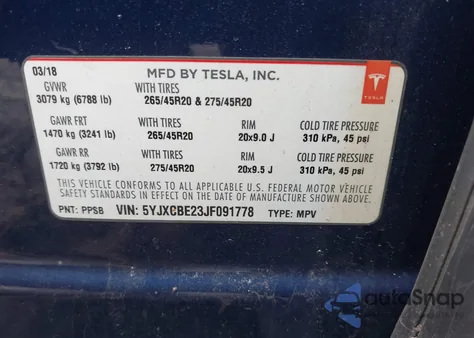 03/18 MFD BY TESLA, INC.
GVWR WITH TIRES
3079 kg (6788 lb) 265/45R20 & 275/45R20
TESLA
GAWR FRT WITH TIRES RIM COLD TIRE PRESSURE
1470 kg (3241 lb) 265/45R20 20x9.0 J 310 kPa, 45 psi
GAWR RR WITH TIRES RIM COLD TIRE PRESSURE
1720 kg (3792 lb) 275/45R20 20x9.5 J 310 kPa, 45 psi
THIS VEHICLE CONFORMS TO ALL APPLICABLE U.S. FEDERAL MOTOR VEHICLE
SAFETY STANDARDS IN EFFECT ON THE DATE OF MANUFACTURE SHOWN ABOVE.
PNT: PPSB VIN: 5YJXCBE23JF091778 TYPE: MPV
autoSnap